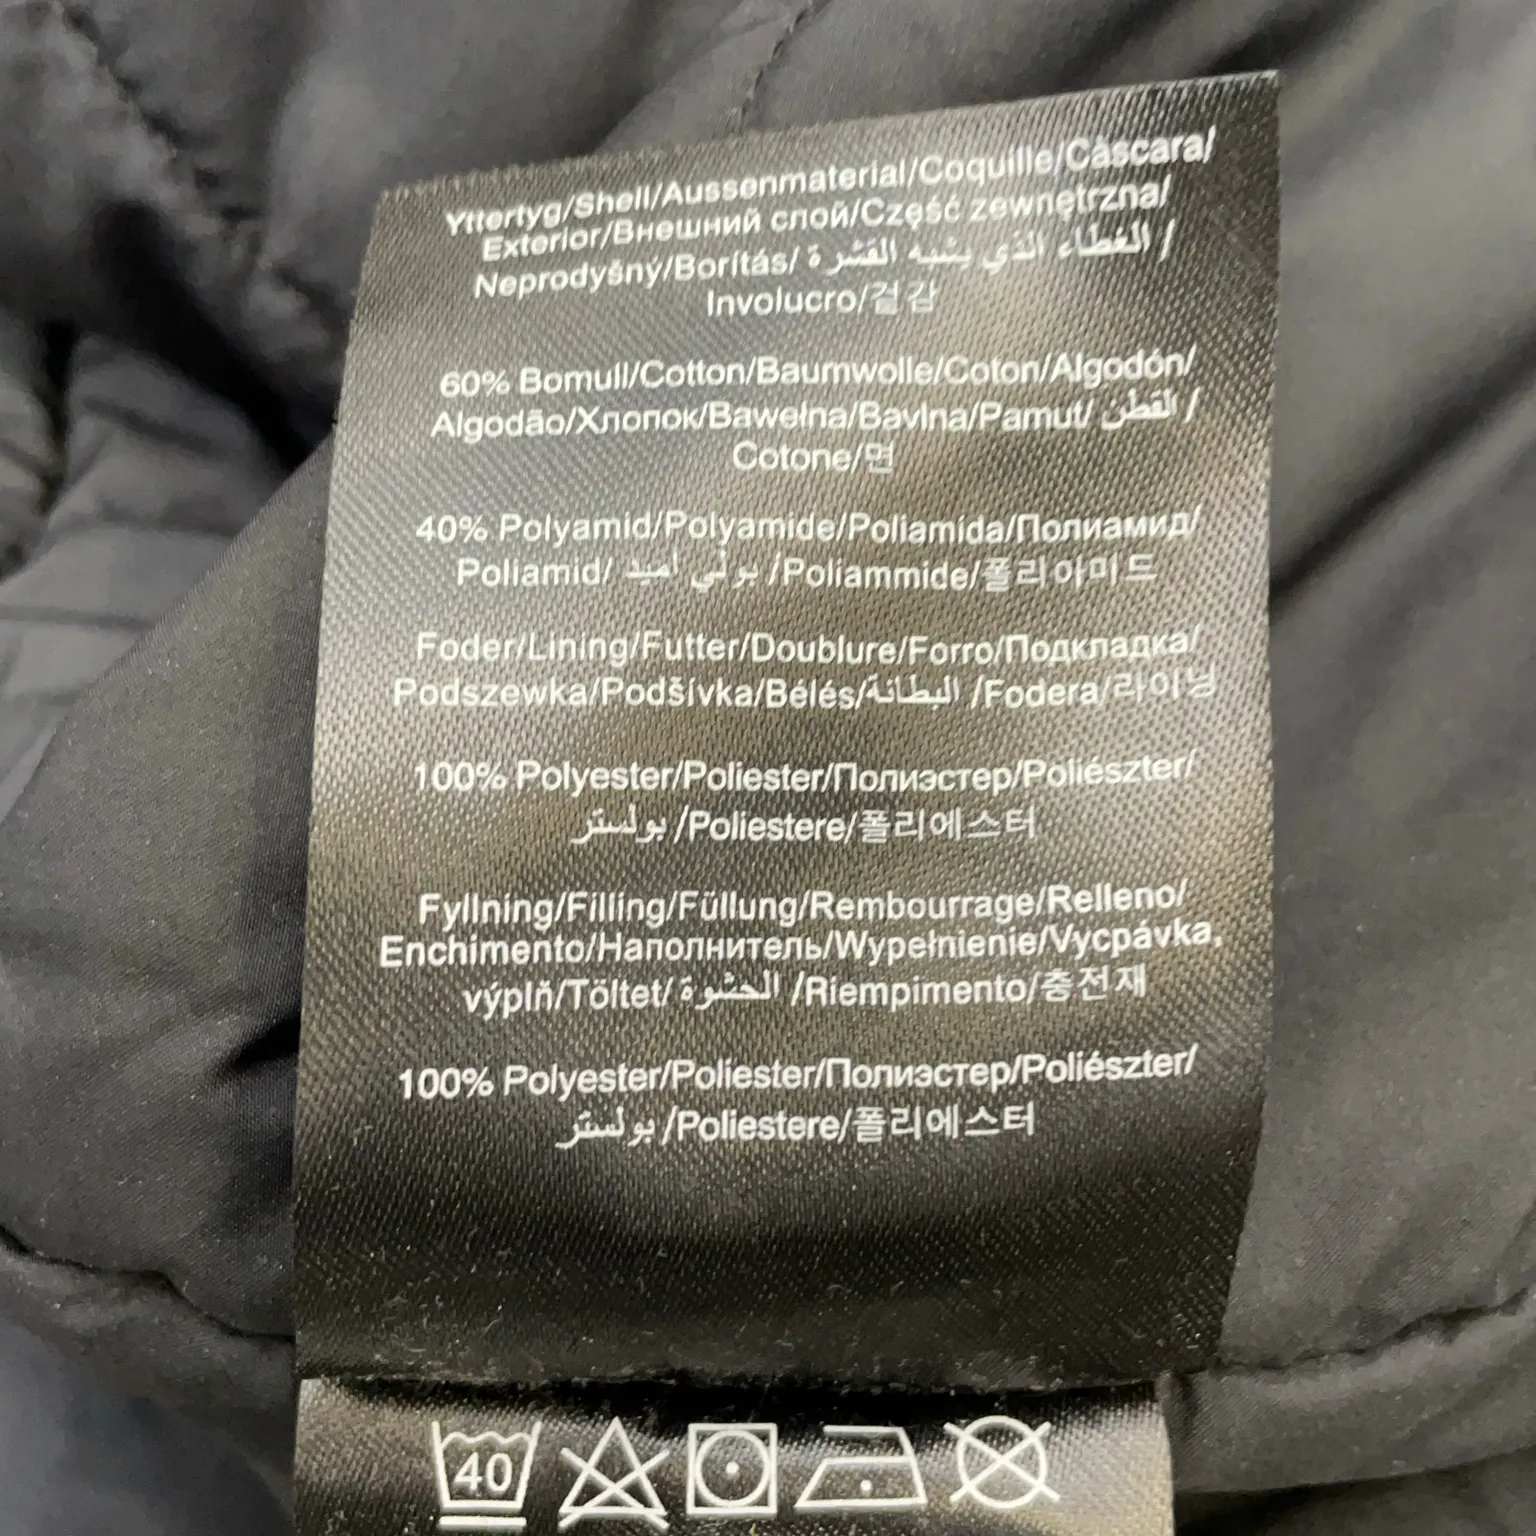 Yttertyg/Shell/Aussenmaterial/Coquille/Càscara/
Exterior/Внешний слой/Część zewnętrzna/
Neprodyšný/Borítás/ الغطاء الذي يشبه القشرة /
Involucro/겉감
60% Bomull/Cotton/Baumwolle/Coton/Algodón/
Algodão/Хлопок/Bawełna/Bavlna/Pamut/ القطن /
Cotone/면
40% Polyamid/Polyamide/Poliamida/Полиамид/
Poliamid/ بولي أميد /Poliammide/폴리아미드
Foder/Lining/Futter/Doublure/Forro/Подкладка/
Podszewka/Podšívka/Bélés/البطانة /Fodera/라이닝
100% Polyester/Poliester/Полиэстер/Poliészter/
بولستر /Poliestere/폴리에스터
Fyllning/Filling/Füllung/Rembourrage/Relleno/
Enchimento/Наполнитель/Wypełnienie/Vycpávka,
výplň/Töltet/ الحشوة /Riempimento/충전재
100% Polyester/Poliester/Полиэстер/Poliészter/
بولستر /Poliestere/폴리에스터
40